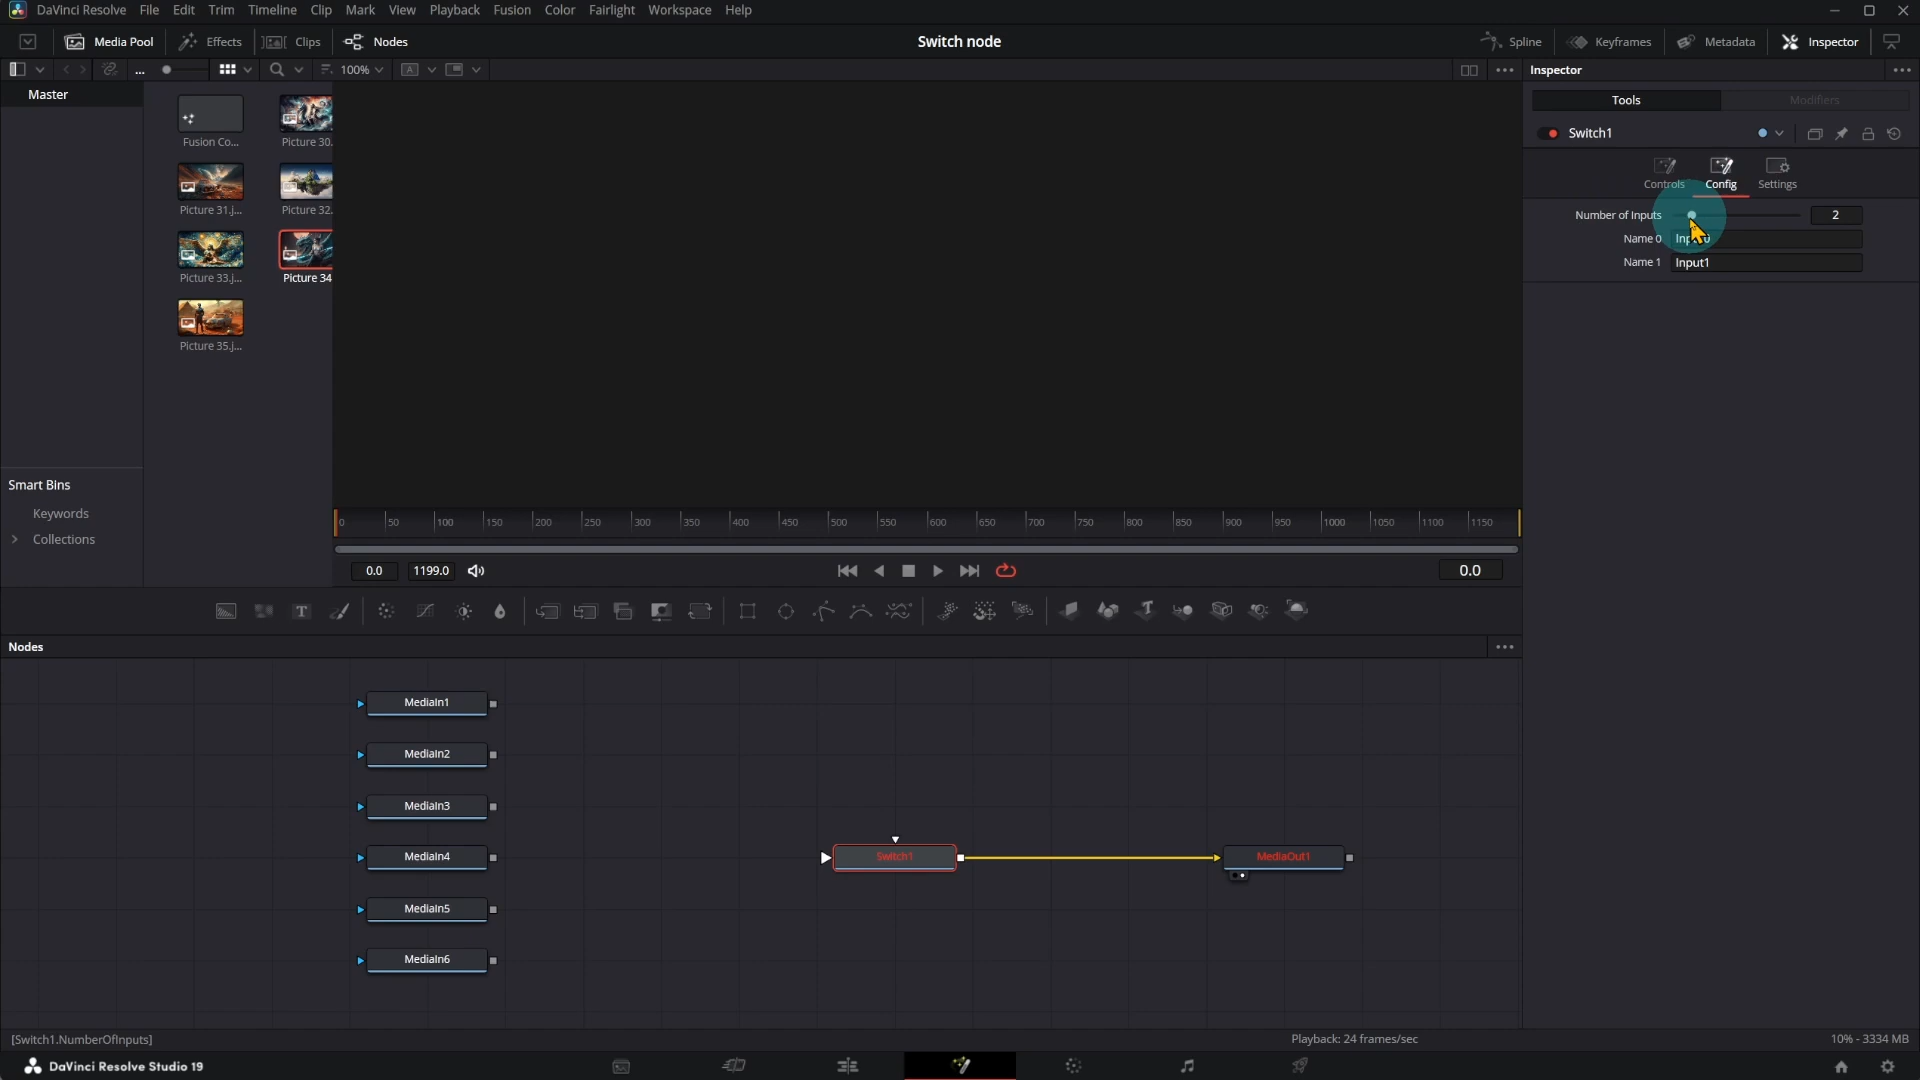 DaVinci Resolve File Edit Trim Timeline Clip Mark View Playback Fusion Color Fairlight Workspace Help
Media Pool Effects Clips Nodes Switch node Spline Keyframes Metadata Inspector
... 100% A Inspector
Master
Tools Modifiers
Switch1
Controls Config Settings
Number of Inputs 2
Name 0
Name 1 Input1
Fusion Co... Picture 30.
Picture 31.j... Picture 32.
Picture 33.j... Picture 34
Picture 35.j...
Smart Bins
Keywords
Collections
0 50 100 150 200 250 300 350 400 450 500 550 600 650 700 750 800 850 900 950 1000 1050 1100 1150
0.0 1199.0 0.0
T T
Nodes
MediaIn1
MediaIn2
MediaIn3
MediaIn4 Switch1 MediaOut1
MediaIn5
MediaIn6
[Switch1.NumberOfInputs] Playback: 24 frames/sec 10% - 3334 MB
DaVinci Resolve Studio 19